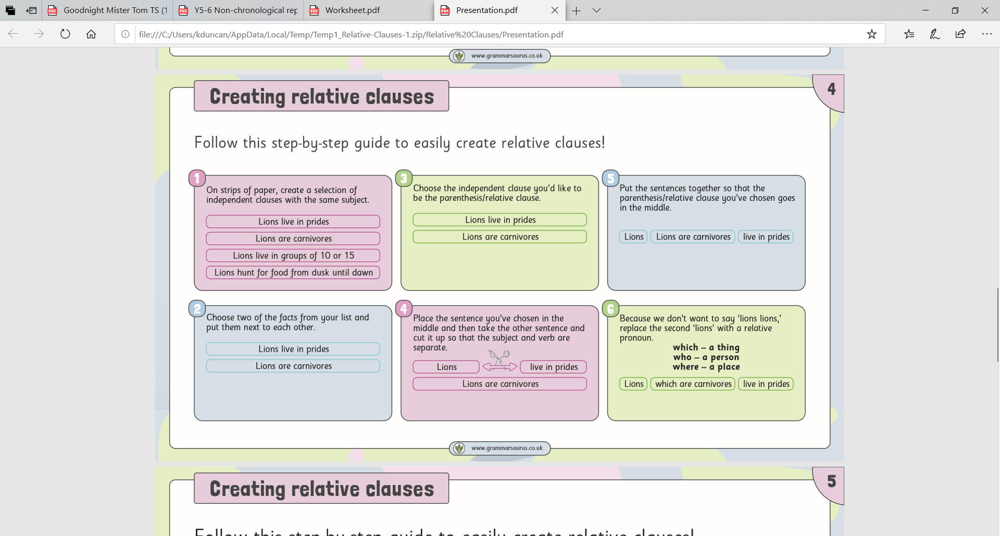 Goodnight Mister Tom TS (1
Y5-6 Non-chronological rep
Worksheet.pdf
Presentation.pdf
file:///C:/Users/kduncan/AppData/Local/Temp/Temp1_Relative-Clauses-1.zip/Relative%20Clauses/Presentation.pdf
www.grammarsaurus.co.uk
Creating relative clauses
4
Follow this step-by-step guide to easily create relative clauses!
1
On strips of paper, create a selection of
independent clauses with the same subject.
Lions live in prides
Lions are carnivores
Lions live in groups of 10 or 15
Lions hunt for food from dusk until dawn
2
Choose two of the facts from your list and
put them next to each other.
Lions live in prides
Lions are carnivores
3
Choose the independent clause you'd like to
be the parenthesis/relative clause.
Lions live in prides
Lions are carnivores
4
Place the sentence you've chosen in the
middle and then take the other sentence and
cut it up so that the subject and verb are
separate.
Lions live in prides
Lions are carnivores
5
Put the sentences together so that the
parenthesis/relative clause you've chosen goes
in the middle.
Lions Lions are carnivores live in prides
6
Because we don't want to say 'lions lions,'
replace the second 'lions' with a relative
pronoun.
which – a thing
who – a person
where – a place
Lions which are carnivores live in prides
www.grammarsaurus.co.uk
Creating relative clauses
5
Follow this step-by-step guide to easily create relative clauses!